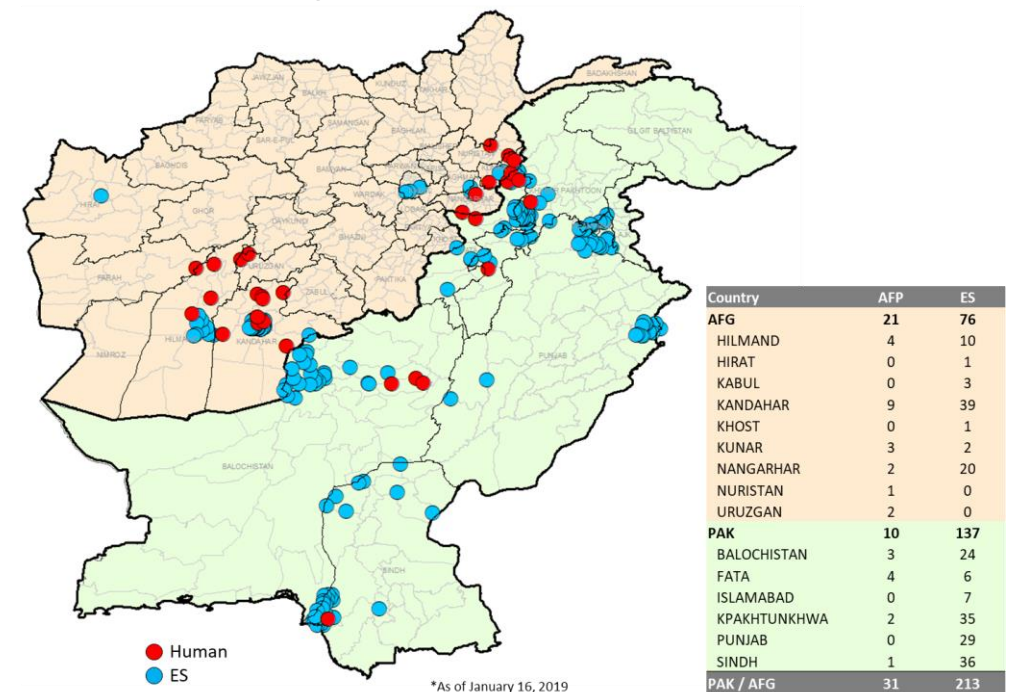 BADAKHSHAN
JAWZJAN
KUNDUZ
BALKH
TAKHAR
FARYAB
SAMANGAN
BAGHLAN
GILGIT BALTISTAN
SAR-E-PUL
BADGHIS
BAMYAN
WARDAK
GHOR
DAYKUNDI
GHAZNI
URUZGAN
FARAH
PAKTIKA
ZABUL
KANDAHAR
NIMROZ
PUNJAB
BALOCHISTAN
SINDH
Human
ES
*As of January 16, 2019
Country AFP ES
AFG 21 76
HILMAND 4 10
HIRAT 0 1
KABUL 0 3
KANDAHAR 9 39
KHOST 0 1
KUNAR 3 2
NANGARHAR 2 20
NURISTAN 1 0
URUZGAN 2 0
PAK 10 137
BALOCHISTAN 3 24
FATA 4 6
ISLAMABAD 0 7
KPAKHTUNKHWA 2 35
PUNJAB 0 29
SINDH 1 36
PAK / AFG 31 213